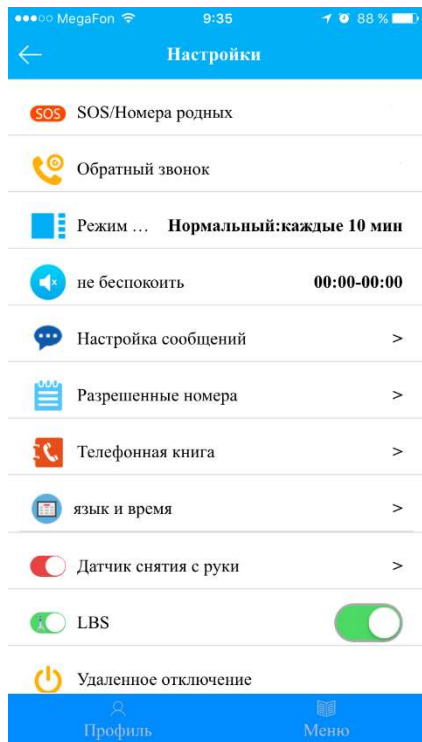 MegaFon 9:35 88 %
Настройки
SOS SOS/Номера родных
Обратный звонок
Режим ... Нормальный:каждые 10 мин
не беспокоить 00:00-00:00
Настройка сообщений >
Разрешенные номера >
Телефонная книга >
язык и время >
Датчик снятия с руки >
LBS
Удаленное отключение
Профиль Меню